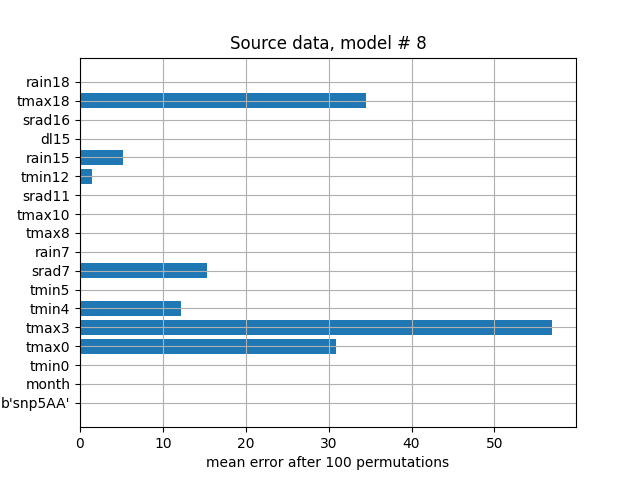 Source data, model # 8
rain18
tmax18
srad16
dl15
rain15
tmin12
srad11
tmax10
tmax8
rain7
srad7
tmin5
tmin4
tmax3
tmax0
tmin0
month
b'snp5AA'
0 10 20 30 40 50
mean error after 100 permutations